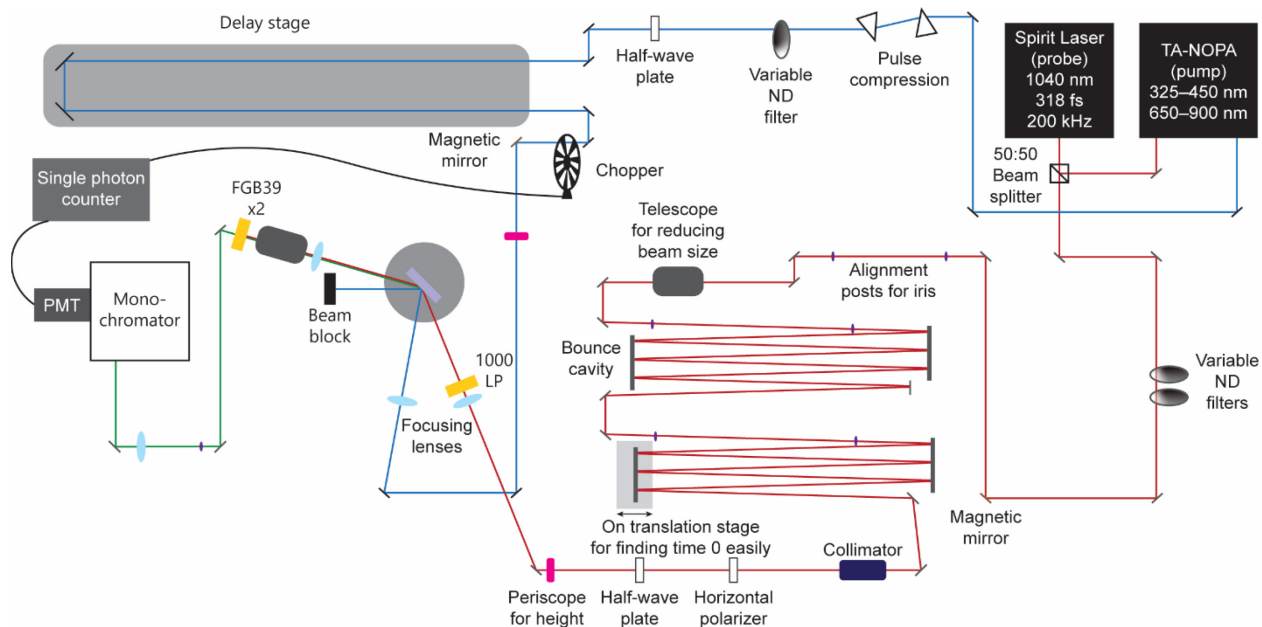 Delay stage
Half-wave
plate
Variable
ND
filter
Pulse
compression
Spirit Laser
(probe)
1040 nm
318 fs
200 kHz
TA-NOPA
(pump)
325–450 nm
650–900 nm
50:50
Beam
splitter
Magnetic
mirror
Chopper
Single photon
counter
FGB39
x2
Telescope
for reducing
beam size
Alignment
posts for iris
PMT
Mono-
chromator
Beam
block
1000
LP
Bounce
cavity
Focusing
lenses
Variable
ND
filters
On translation stage
for finding time 0 easily
Magnetic
mirror
Collimator
Periscope
for height
Half-wave
plate
Horizontal
polarizer